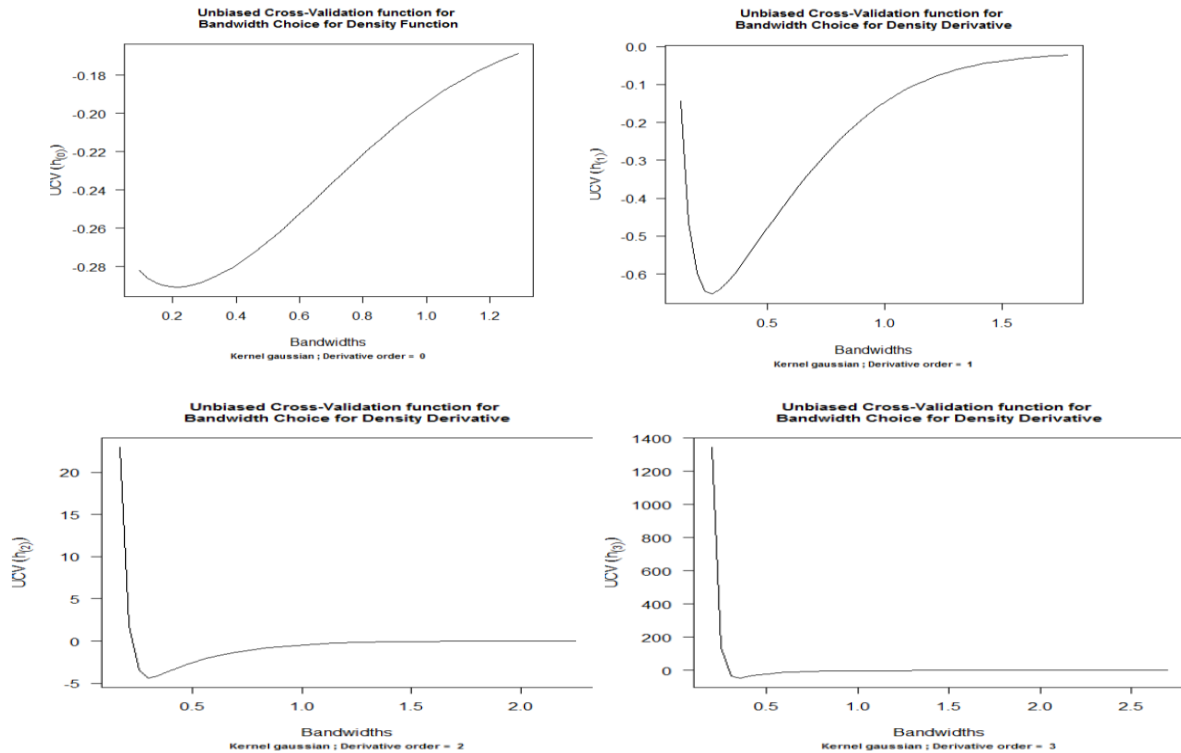 Unbiased Cross-Validation function for
Bandwidth Choice for Density Function
UCV (h(0))
-0.18
-0.20
-0.22
-0.24
-0.26
-0.28
0.2 0.4 0.6 0.8 1.0 1.2
Bandwidths
Kernel gaussian ; Derivative order = 0
Unbiased Cross-Validation function for
Bandwidth Choice for Density Derivative
UCV (h(1))
0.0
-0.1
-0.2
-0.3
-0.4
-0.5
-0.6
0.5 1.0 1.5
Bandwidths
Kernel gaussian ; Derivative order = 1
Unbiased Cross-Validation function for
Bandwidth Choice for Density Derivative
UCV (h(2))
20
15
10
5
0
-5
0.5 1.0 1.5 2.0
Bandwidths
Kernel gaussian ; Derivative order = 2
Unbiased Cross-Validation function for
Bandwidth Choice for Density Derivative
UCV (h(3))
1400
1200
1000
800
600
400
200
0
0.5 1.0 1.5 2.0 2.5
Bandwidths
Kernel gaussian ; Derivative order = 3